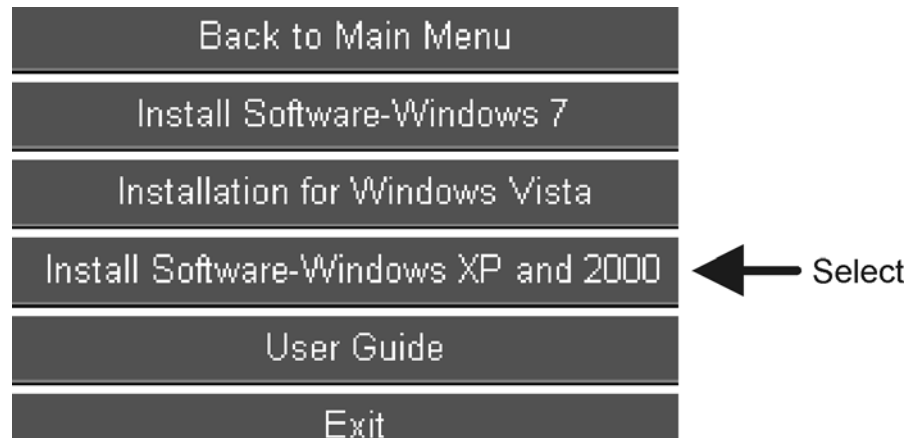 Back to Main Menu
Install Software-Windows 7
Installation for Windows Vista
Install Software-Windows XP and 2000
Select
User Guide
Exit